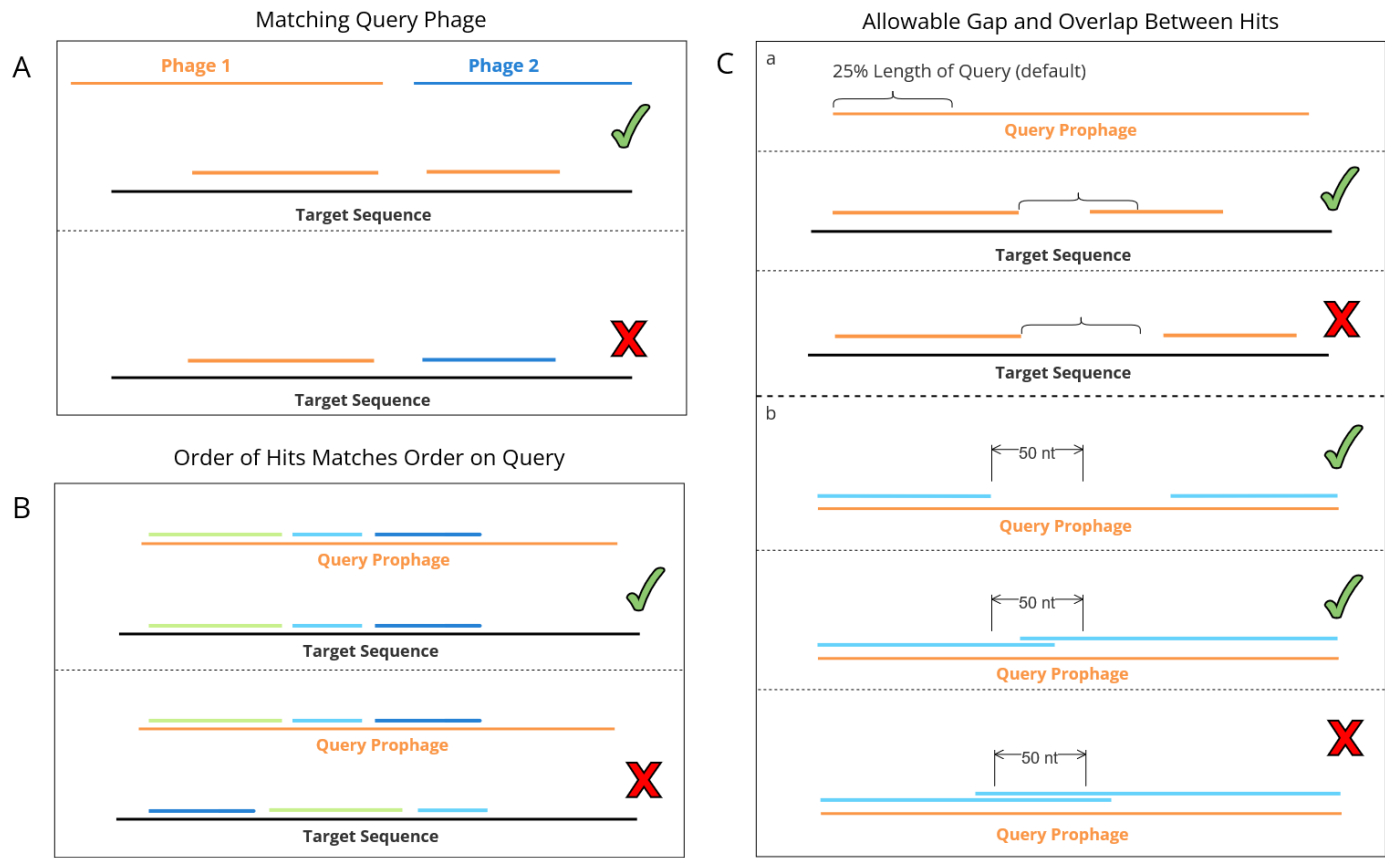 Matching Query Phage
A
Phage 1
Phage 2
Target Sequence
Target Sequence
Order of Hits Matches Order on Query
B
Query Prophage
Target Sequence
Query Prophage
Target Sequence
Allowable Gap and Overlap Between Hits
C
a
25% Length of Query (default)
Query Prophage
Target Sequence
Target Sequence
b
50 nt
Query Prophage
50 nt
Query Prophage
50 nt
Query Prophage